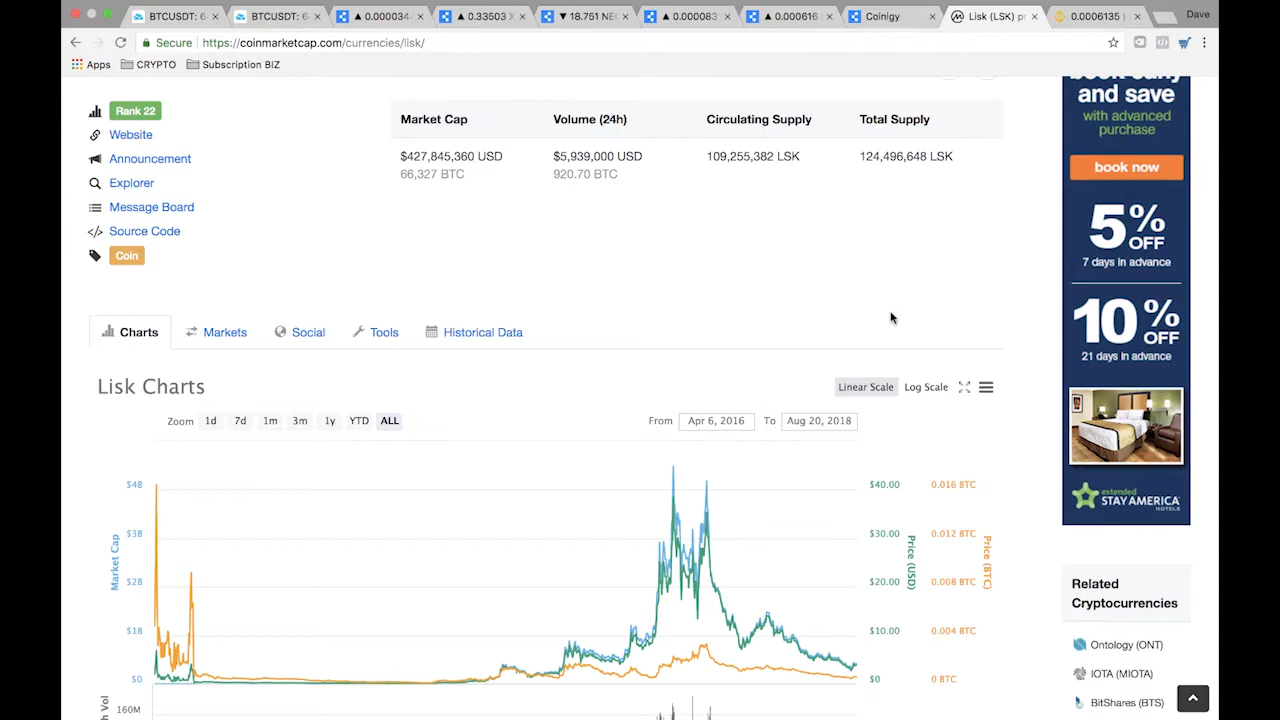 BTCUSDT: 6
BTCUSDT: 6
▲ 0.000034
▲ 0.33503 X
▼ 18.751 NE
▲ 0.000083
▲ 0.000616
Coinigy
Lisk (LSK) pr
0.0006135 |
Dave
Secure
https://coinmarketcap.com/currencies/lisk/
Apps
CRYPTO
Subscription BIZ
Rank 22
Website
Announcement
Explorer
Message Board
Source Code
Coin
Market Cap
Volume (24h)
Circulating Supply
Total Supply
$427,845,360 USD
$5,939,000 USD
109,255,382 LSK
124,496,648 LSK
66,327 BTC
920.70 BTC
book early
and save
with advanced
purchase
book now
5% OFF
7 days in advance
10% OFF
21 days in advance
extended
STAY AMERICA
HOTELS
Charts
Markets
Social
Tools
Historical Data
Lisk Charts
Linear Scale
Log Scale
Zoom
1d
7d
1m
3m
1y
YTD
ALL
From
Apr 6, 2016
To
Aug 20, 2018
$4B
$3B
$2B
$1B
$0
Market Cap
$40.00
$30.00
$20.00
$10.00
$0
Price (USD)
0.016 BTC
0.012 BTC
0.008 BTC
0.004 BTC
0 BTC
Price (BTC)
160M
h Vol
Related
Cryptocurrencies
Ontology (ONT)
IOTA (MIOTA)
BitShares (BTS)